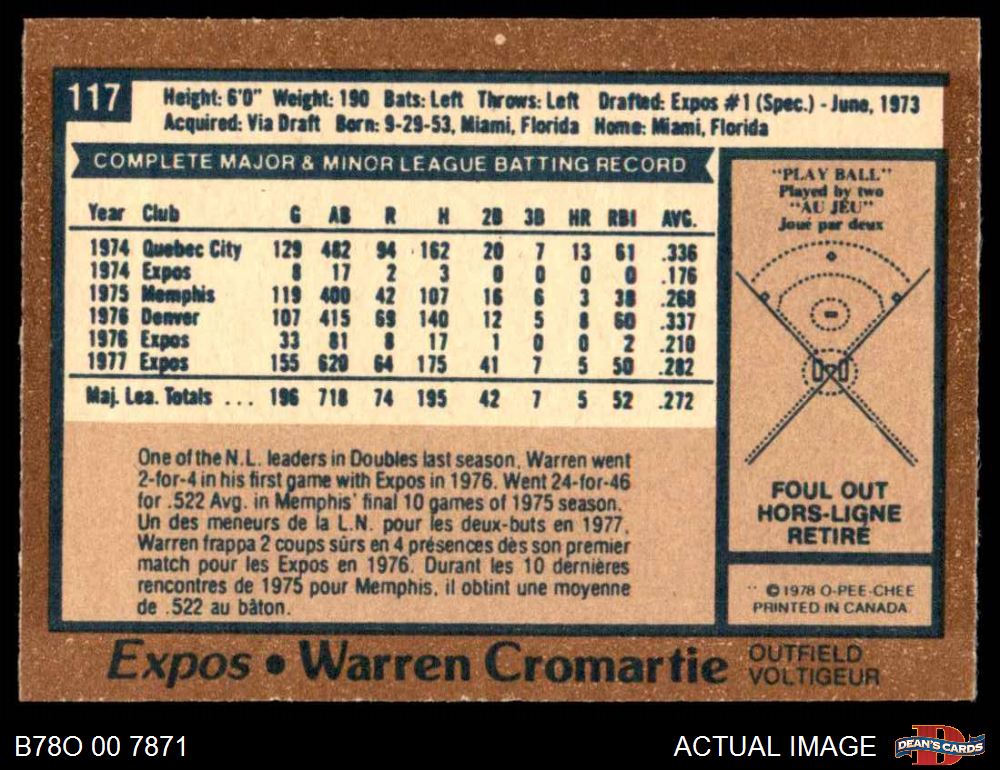 117
Height: 6'0" Weight: 190 Bats: Left Throws: Left Drafted: Expos #1 (Spec.) - June, 1973
Acquired: Via Draft Born: 9-29-53, Miami, Florida Home: Miami, Florida
COMPLETE MAJOR & MINOR LEAGUE BATTING RECORD
Year Club G AB R H 2B 3B HR RBI AVG.
1974 Quebec City 129 482 94 162 20 7 13 61 .336
1974 Expos 8 17 2 3 0 0 0 0 .176
1975 Memphis 119 400 42 107 16 6 3 38 .268
1976 Denver 107 415 69 140 12 5 8 60 .337
1976 Expos 33 81 8 17 1 0 0 2 .210
1977 Expos 155 620 64 175 41 7 5 50 .282
Maj. Lea. Totals ... 196 718 74 195 42 7 5 52 .272
One of the N.L. leaders in Doubles last season, Warren went
2-for-4 in his first game with Expos in 1976. Went 24-for-46
for .522 Avg. in Memphis' final 10 games of 1975 season.
Un des meneurs de la L.N. pour les deux-buts en 1977,
Warren frappa 2 coups sûrs en 4 présences dès son premier
match pour les Expos en 1976. Durant les 10 dernières
rencontres de 1975 pour Memphis, il obtint une moyenne
de .522 au bâton.
"PLAY BALL"
Played by two
"AU JEU"
Joué par deux
FOUL OUT
HORS-LIGNE
RETIRÉ
© 1978 O-PEE-CHEE
PRINTED IN CANADA
Expos • Warren Cromartie
OUTFIELD
VOLTIGEUR
B78O 00 7871
ACTUAL IMAGE
DEAN'S CARDS